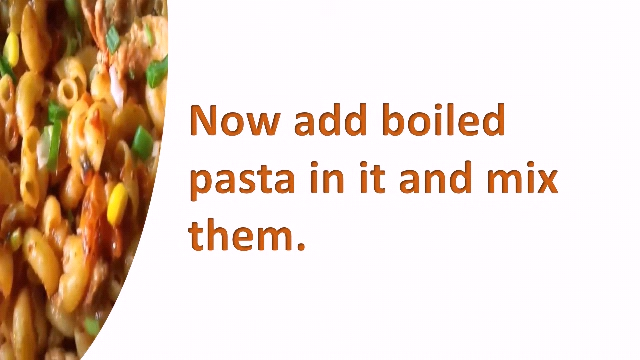 Now add boiled
pasta in it and mix
them.